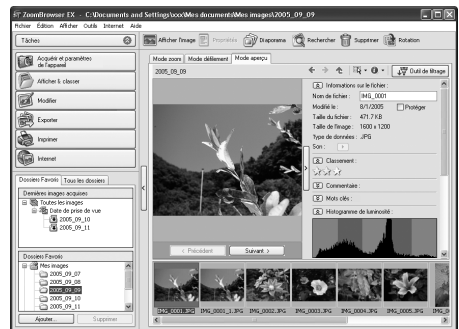 ZoomBrowser EX - C:\Documents and Settings\xxx\Mes documents\Mes images\2005_09_09
Fichier Edition Afficher Outils Internet Aide
Tâches
Afficher l'image Propriétés Diaporama Rechercher Supprimer Rotation
Acquérir et paramètres de l'appareil
Afficher & classer
Modifier
Exporter
Imprimer
Internet
Dossiers Favoris Tous les dossiers
Dernières images acquises
Toutes les images
Date de prise de vue
2005_09_10
2005_09_11
Dossiers Favoris
Mes images
2005_09_07
2005_09_08
2005_09_09
2005_09_10
2005_09_11
Ajouter... Supprimer
Mode zoom Mode défilement Mode aperçu
2005_09_09
Outil de filtrage
< Précédent Suivant >
Informations sur le fichier :
Nom de fichier : IMG_0001
Modifié le : 8/1/2005 Protéger
Taille du fichier : 471.7 KB
Taille de l'image : 1600 x 1200
Type de données : JPG
Son :
Classement :
Commentaire :
Mots clés :
Histogramme de luminosité :
IMG_0001.JPG IMG_0001_1.JPG IMG_0002.JPG IMG_0003.JPG IMG_0004.JPG IMG_0005.JPG IMG_0